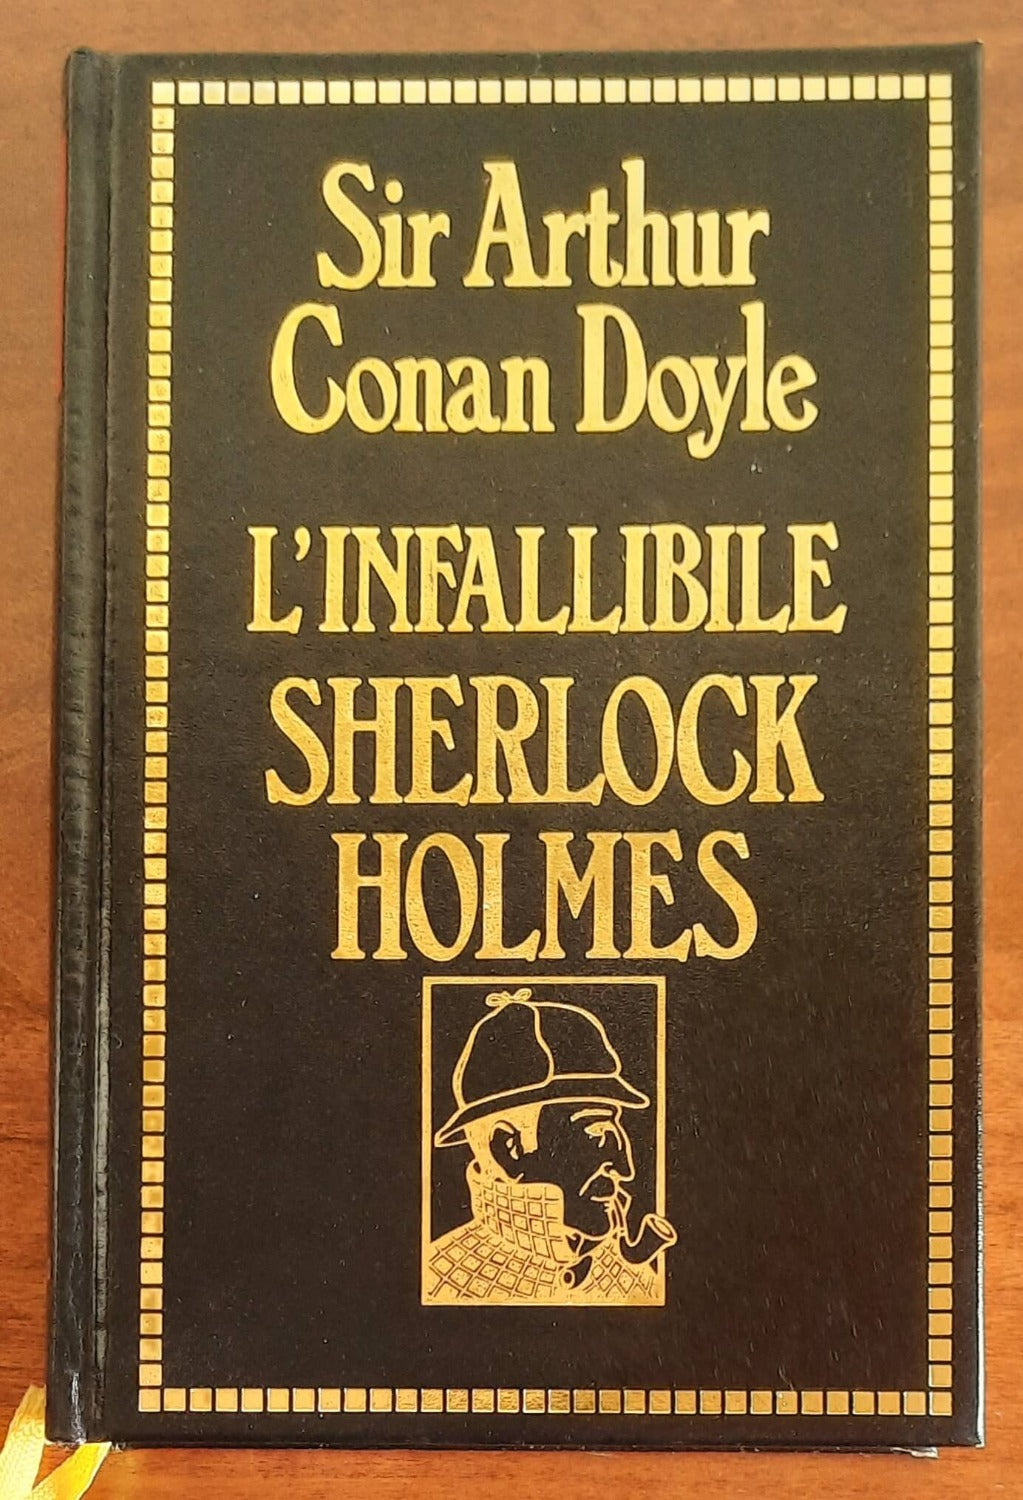 Sir Arthur
Conan Doyle
L'INFALLIBILE
SHERLOCK
HOLMES